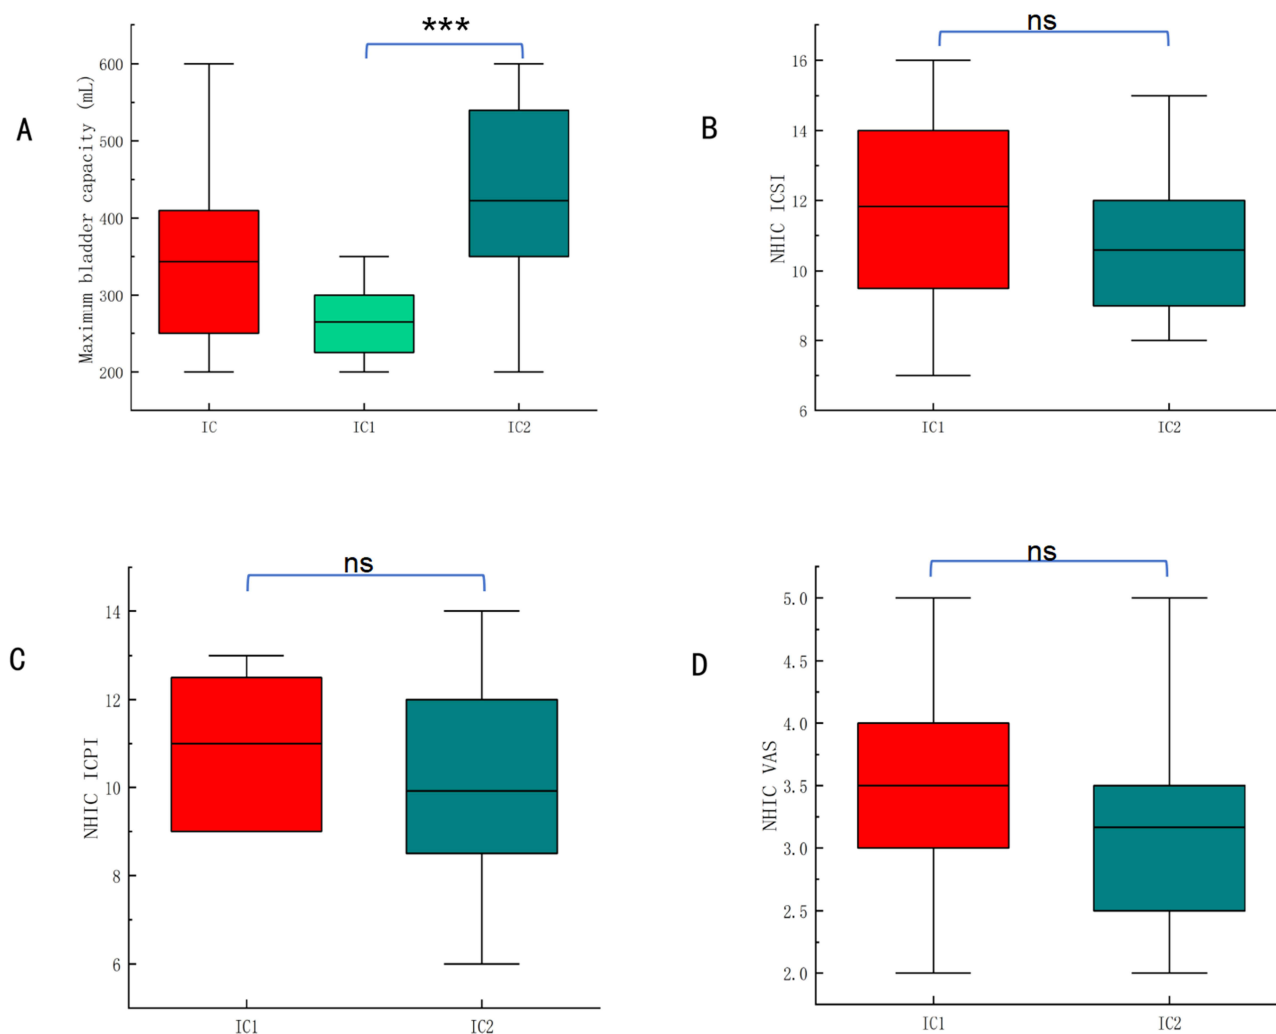 A
Maximum bladder capacity (mL)
600
500
400
300
200
***
IC
IC1
IC2
B
NHIC ICSI
16
14
12
10
8
6
ns
IC1
IC2
C
NHIC ICPI
14
12
10
8
6
ns
IC1
IC2
D
NHIC VAS
5.0
4.5
4.0
3.5
3.0
2.5
2.0
ns
IC1
IC2